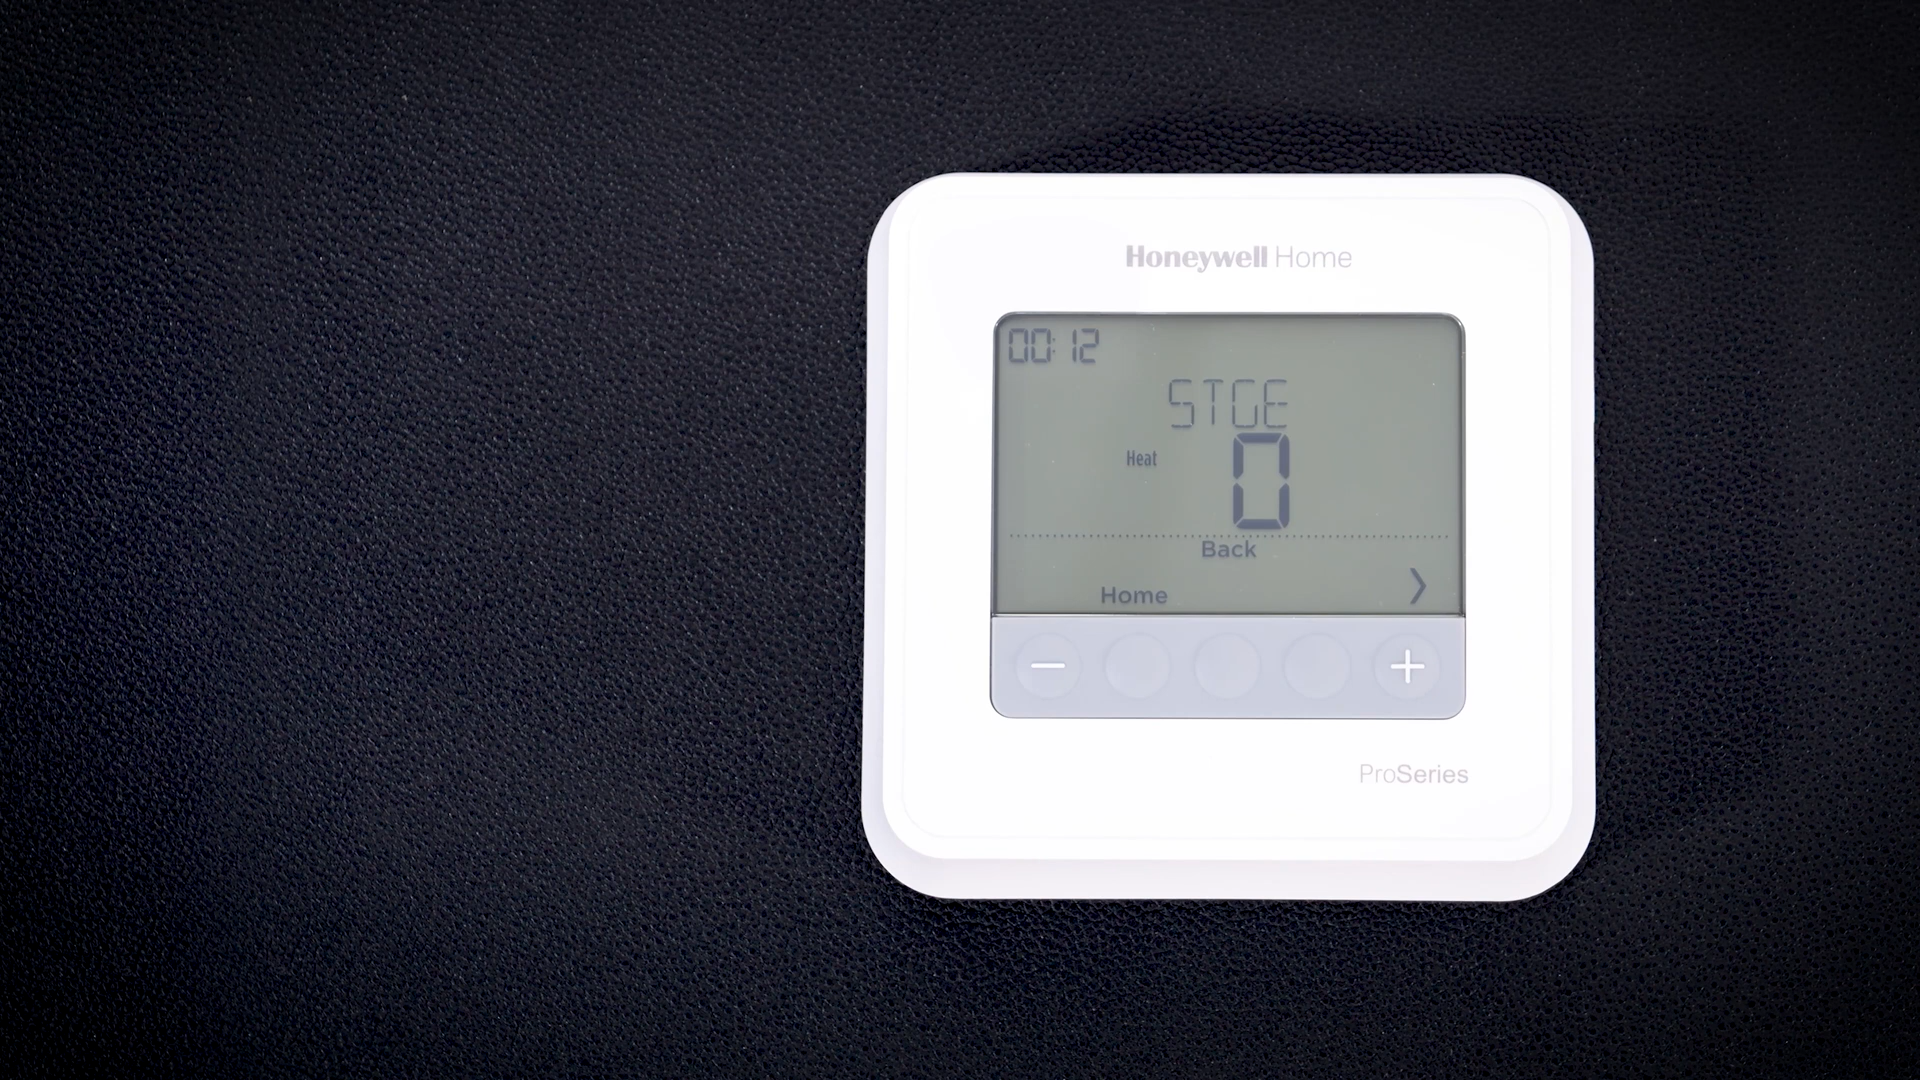 Honeywell Home
00:12
STGE
Heat 0
Back
Home >
− +
ProSeries